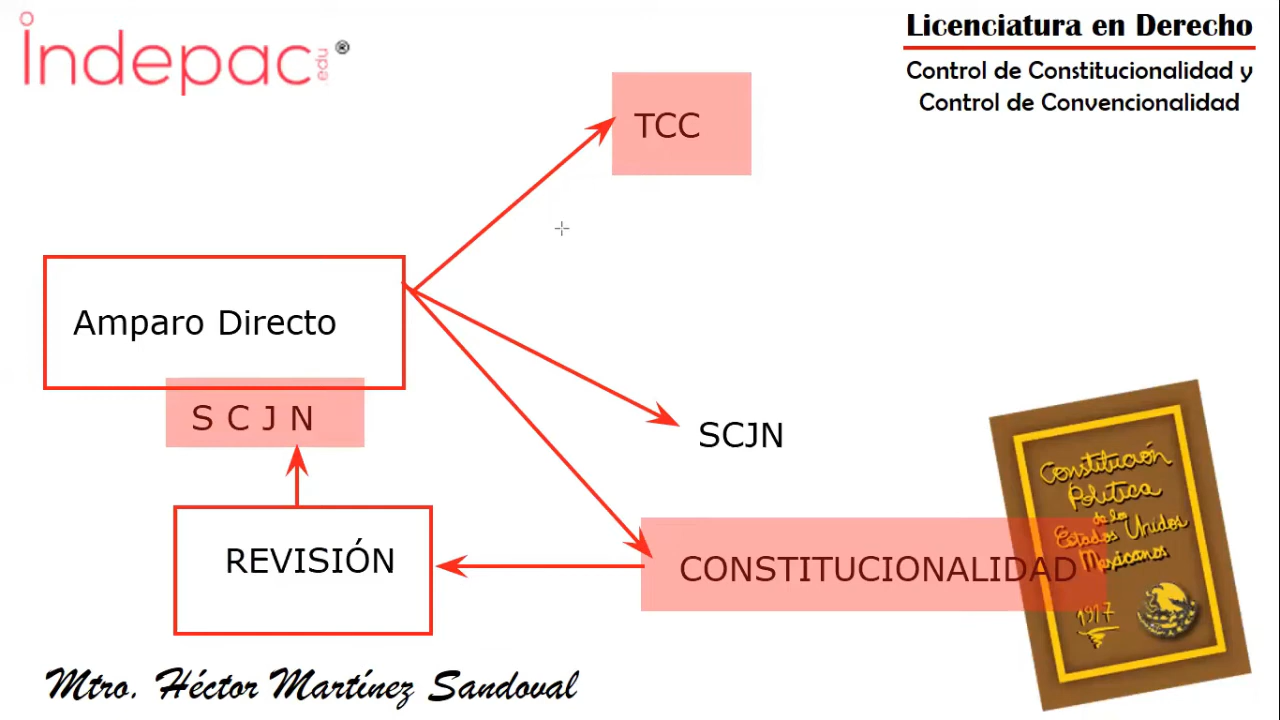 Indepac
edu
®
Licenciatura en Derecho
Control de Constitucionalidad y
Control de Convencionalidad
TCC
Amparo Directo
S C J N
SCJN
REVISIÓN
CONSTITUCIONALIDAD
Constitución
Política
de los
Estados Unidos
Mexicanos
1917
Mtro. Héctor Martínez Sandoval